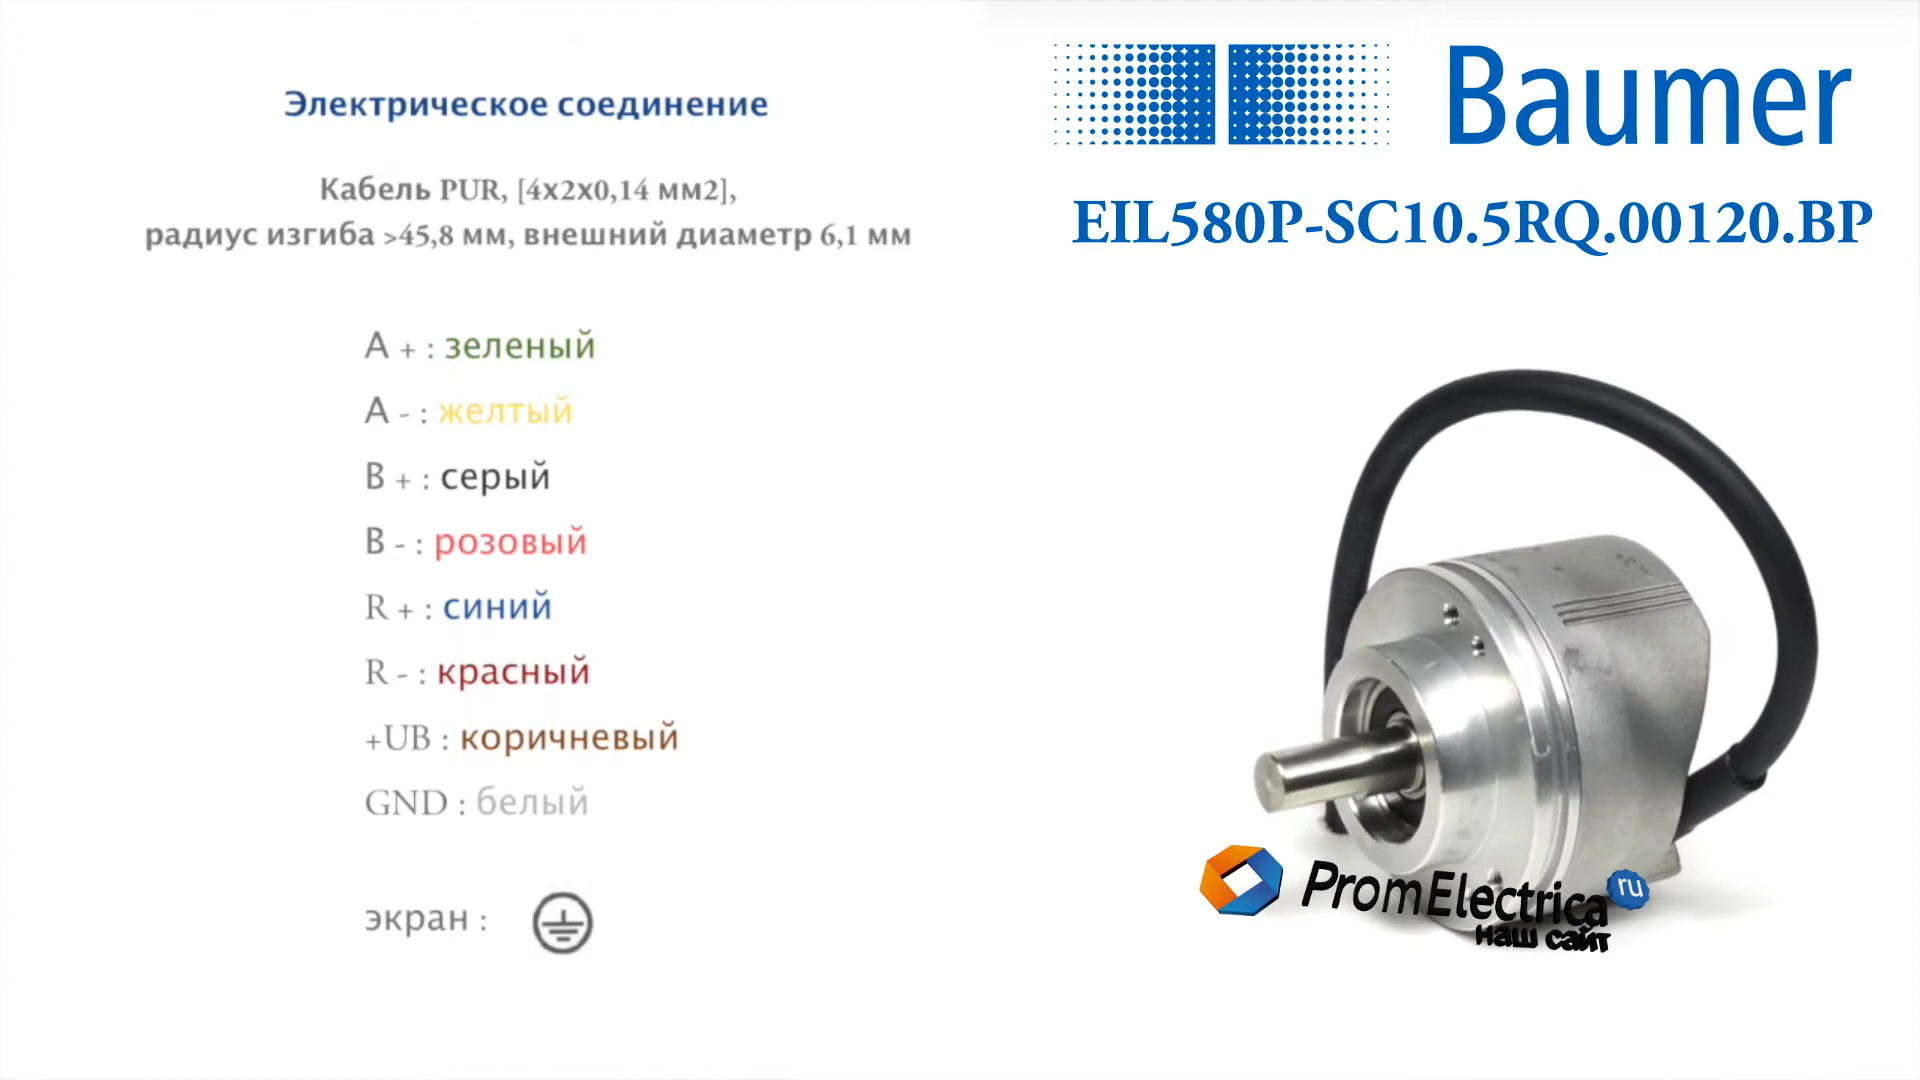 Электрическое соединение
Кабель PUR, [4x2x0,14 мм2],
радиус изгиба >45,8 мм, внешний диаметр 6,1 мм
A + : зеленый
A - : желтый
B + : серый
B - : розовый
R + : синий
R - : красный
+UB : коричневый
GND : белый
экран :
Baumer
EIL580P-SC10.5RQ.00120.BP
PromElectrica ru
наш сайт